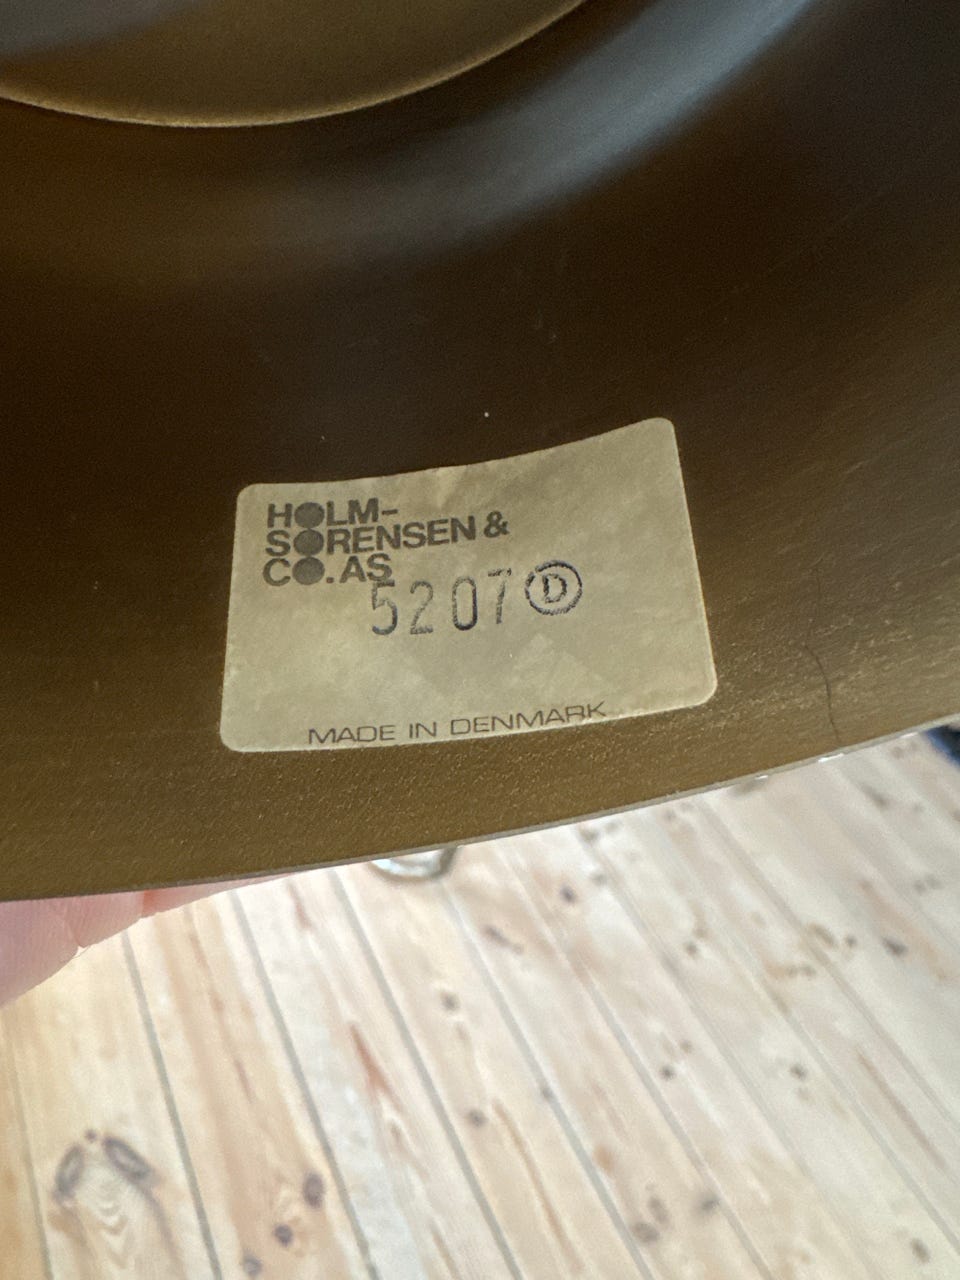 HOLM-
SORENSEN &
CO. AS
5207 Ⓓ
MADE IN DENMARK